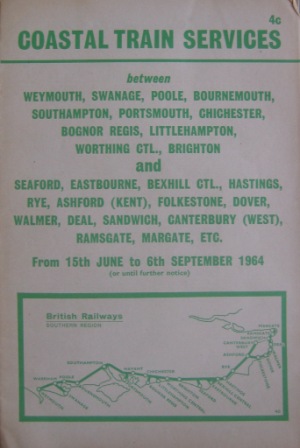 4c
COASTAL TRAIN SERVICES
between
WEYMOUTH, SWANAGE, POOLE, BOURNEMOUTH,
SOUTHAMPTON, PORTSMOUTH, CHICHESTER,
BOGNOR REGIS, LITTLEHAMPTON,
WORTHING CTL., BRIGHTON
and
SEAFORD, EASTBOURNE, BEXHILL CTL., HASTINGS,
RYE, ASHFORD (KENT), FOLKESTONE, DOVER,
WALMER, DEAL, SANDWICH, CANTERBURY (WEST),
RAMSGATE, MARGATE, ETC.
From 15th JUNE to 6th SEPTEMBER 1964
(or until further notice)
British Railways
SOUTHERN REGION
SOUTHAMPTON